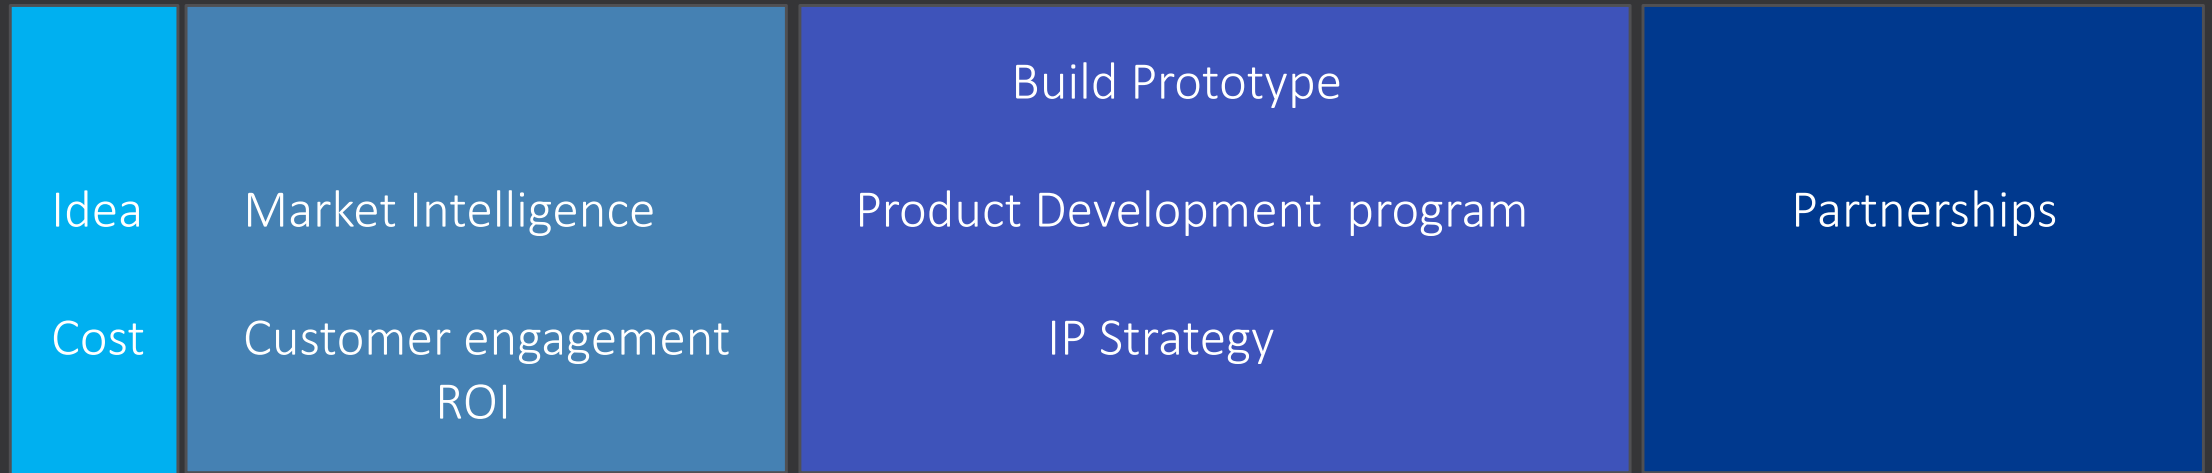 Idea
Cost
Market Intelligence
Customer engagement
ROI
Build Prototype
Product Development  program
IP Strategy
Partnerships